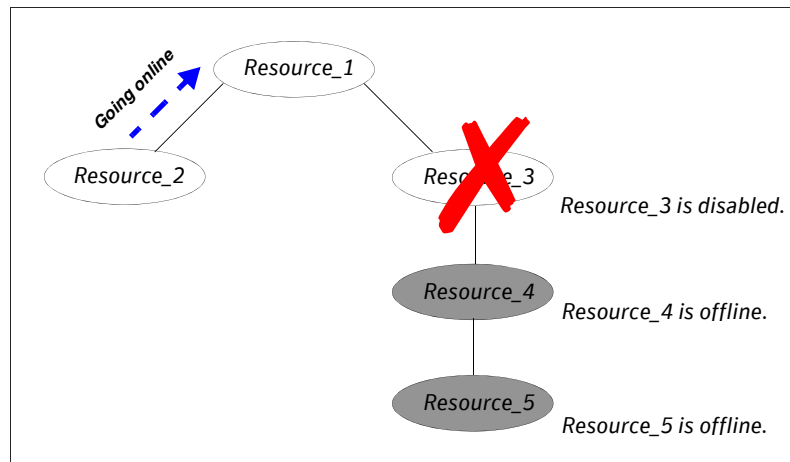 Going online
Resource_1
Resource_2
Resource_3
Resource_3 is disabled.
Resource_4
Resource_4 is offline.
Resource_5
Resource_5 is offline.